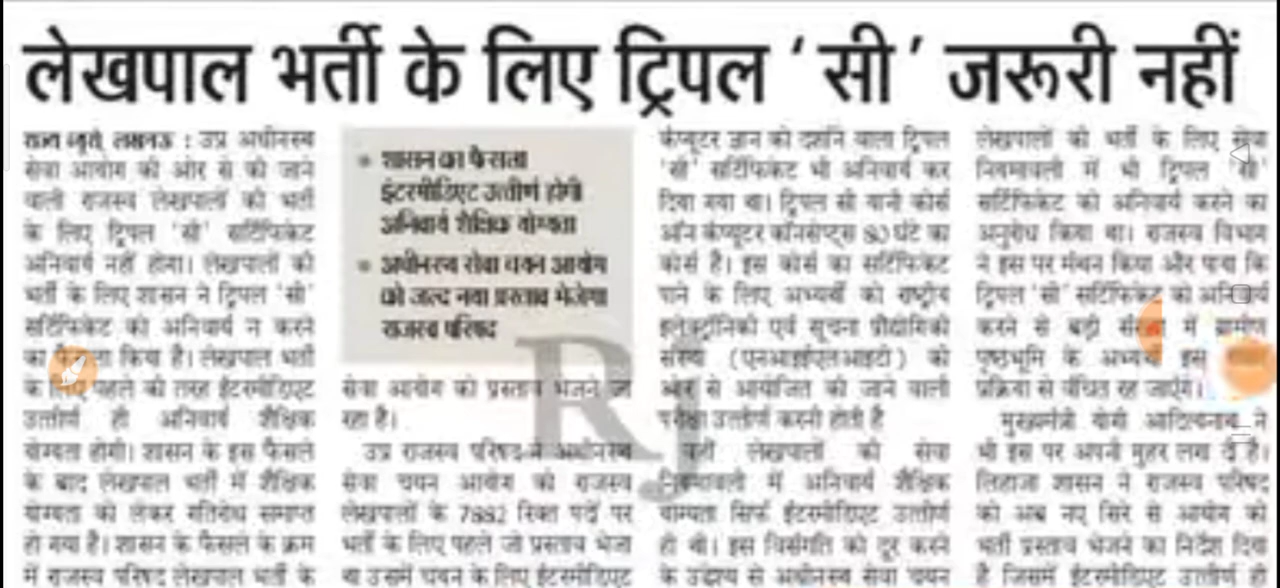 लेखपाल भर्ती के लिए ट्रिपल ‘सी’ जरूरी नहीं
राज्य ब्यूरो, लखनऊ : उप्र अधीनस्थ
सेवा आयोग की ओर से की जाने
वाली राजस्व लेखपालों की भर्ती
के लिए ट्रिपल 'सी' सर्टिफिकेट
अनिवार्य नहीं होगा। लेखपालों की
भर्ती के लिए शासन ने ट्रिपल 'सी'
सर्टिफिकेट को अनिवार्य न करने
का फैसला किया है। लेखपाल भर्ती
के लिए पहले की तरह इंटरमीडिएट
उत्तीर्ण ही अनिवार्य शैक्षिक
योग्यता होगी। शासन के इस फैसले
के बाद लेखपाल भर्ती में शैक्षिक
योग्यता को लेकर गतिरोध समाप्त
हो गया है। शासन के फैसले के क्रम
में राजस्व परिषद लेखपाल भर्ती के
• शासन का फैसला
इंटरमीडिएट उत्तीर्ण होगी
अनिवार्य शैक्षिक योग्यता
• अधीनस्थ सेवा चयन आयोग
को जल्द नया प्रस्ताव भेजेगा
राजस्व परिषद
सेवा आयोग को प्रस्ताव भेजने जा
रहा है।
उप्र राजस्व परिषद ने अधीनस्थ
सेवा चयन आयोग को राजस्व
लेखपालों के 7882 रिक्त पदों पर
भर्ती के लिए पहले जो प्रस्ताव भेजा
था उसमें चयन के लिए इंटरमीडिएट
कंप्यूटर ज्ञान को दर्शाने वाला ट्रिपल
'सी' सर्टिफिकेट भी अनिवार्य कर
दिया गया था। ट्रिपल सी यानी कोर्स
ऑन कंप्यूटर कॉनसेप्ट्स 80 घंटे का
कोर्स है। इस कोर्स का सर्टिफिकेट
पाने के लिए अभ्यर्थी को राष्ट्रीय
इलेक्ट्रॉनिकी एवं सूचना प्रौद्योगिकी
संस्था (एनआइईएलआइटी) की
ओर से आयोजित की जाने वाली
परीक्षा उत्तीर्ण करनी होती है
वहीं लेखपालों की सेवा
नियमावली में अनिवार्य शैक्षिक
योग्यता सिर्फ इंटरमीडिएट उत्तीर्ण
ही थी। इस विसंगति को दूर करने
के उद्देश्य से अधीनस्थ सेवा चयन
लेखपालों की भर्ती के लिए सेवा
नियमावली में भी ट्रिपल 'सी'
सर्टिफिकेट को अनिवार्य करने का
अनुरोध किया था। राजस्व विभाग
ने इस पर मंथन किया और पाया कि
ट्रिपल 'सी' सर्टिफिकेट को अनिवार्य
करने से बड़ी संख्या में ग्रामीण
पृष्ठभूमि के अभ्यर्थी इस
प्रक्रिया से वंचित रह जाएंगे।
मुख्यमंत्री योगी आदित्यनाथ ने
भी इस पर अपनी मुहर लगा दी है।
लिहाजा शासन ने राजस्व परिषद
को अब नए सिरे से आयोग को
भर्ती प्रस्ताव भेजने का निर्देश दिया
है जिसमें इंटरमीडिएट उत्तीर्ण ही
RJ